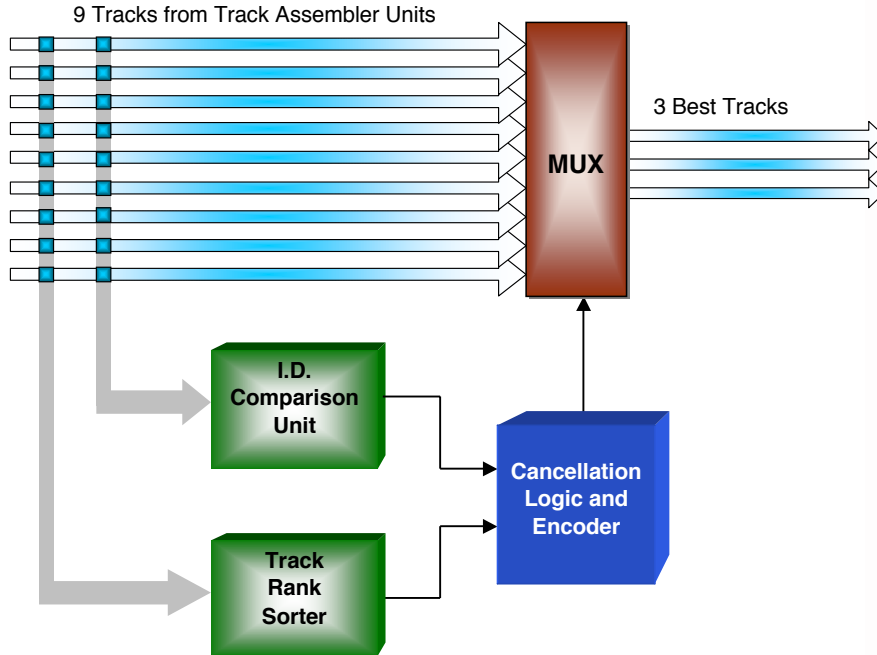 9 Tracks from Track Assembler Units
3 Best Tracks
MUX
I.D.
Comparison
Unit
Cancellation
Logic and
Encoder
Track
Rank
Sorter